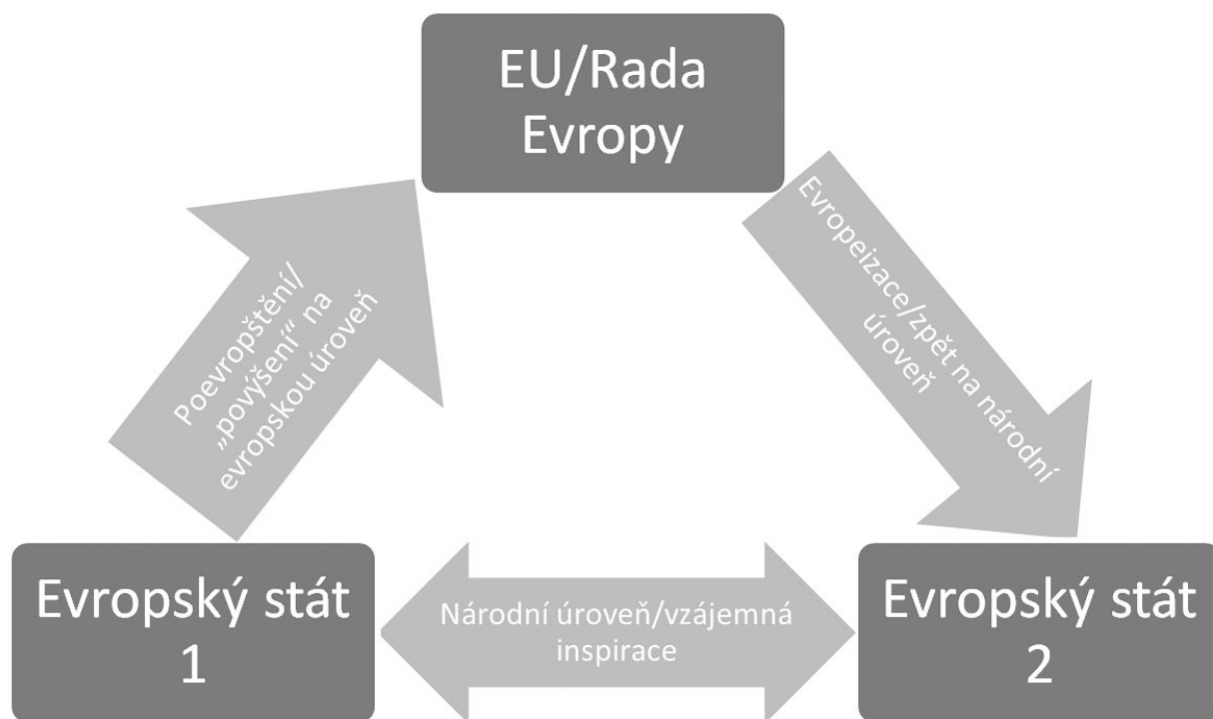 EU/Rada
Evropy
Poevropštění/
„povýšení“ na
evropskou úroveň
Evropeizace/zpět na národní
úroveň
Evropský stát
1
Národní úroveň/vzájemná
inspirace
Evropský stát
2